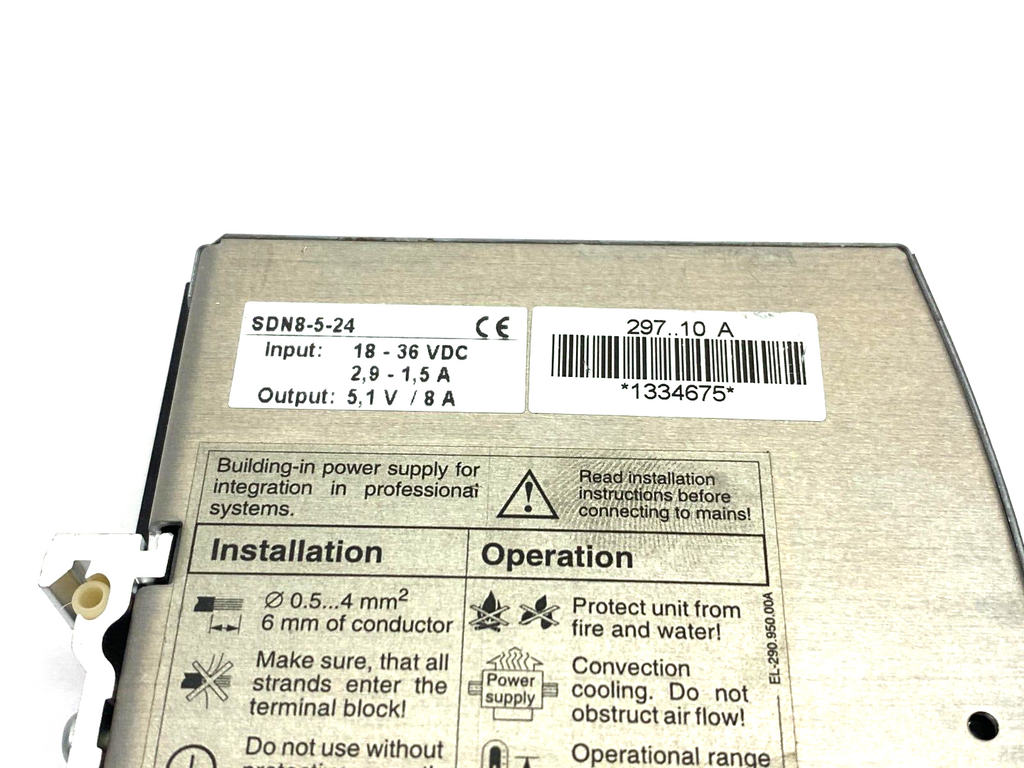 SDN8-5-24 CE
Input: 18 - 36 VDC
2,9 - 1,5 A
Output: 5,1 V / 8 A
297..10 A
*1334675*
Building-in power supply for
integration in professional
systems.
Read installation
instructions before
connecting to mains!
Installation
Ø 0.5...4 mm²
6 mm of conductor
Make sure, that all
strands enter the
terminal block!
Do not use without
Operation
Protect unit from
fire and water!
Power
supply
Convection
cooling. Do not
obstruct air flow!
Operational range
EL-290.950.00A